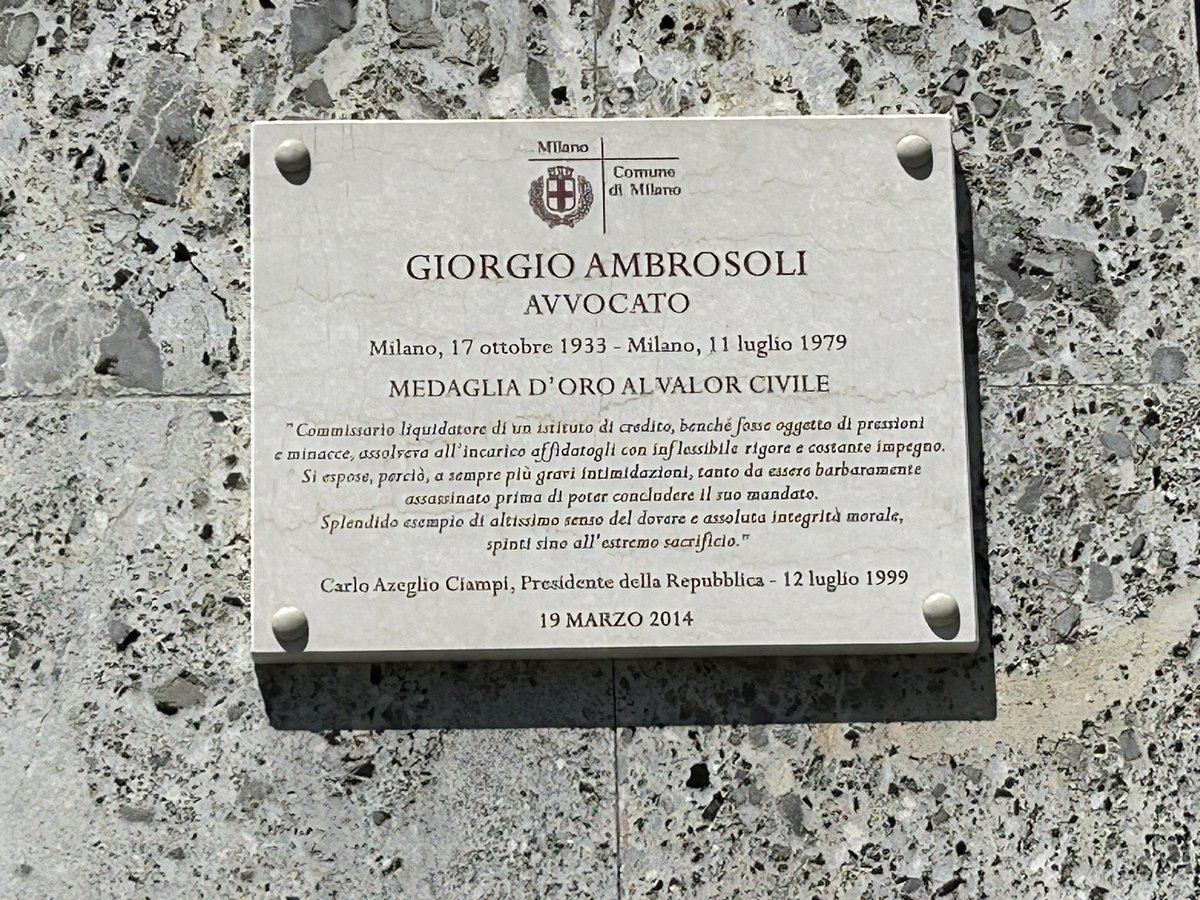 Milano
Comune
di Milano
GIORGIO AMBROSOLI
AVVOCATO
Milano, 17 ottobre 1933 - Milano, 11 luglio 1979
MEDAGLIA D'ORO AL VALOR CIVILE
"Commissario liquidatore di un istituto di credito, benché fosse oggetto di pressioni
e minacce, assolveva all'incarico affidatogli con inflessibile rigore e costante impegno.
Si espose, perciò, a sempre più gravi intimidazioni, tanto da essere barbaramente
assassinato prima di poter concludere il suo mandato.
Splendido esempio di altissimo senso del dovere e assoluta integrità morale,
spinti sino all'estremo sacrificio."
Carlo Azeglio Ciampi, Presidente della Repubblica - 12 luglio 1999
19 MARZO 2014